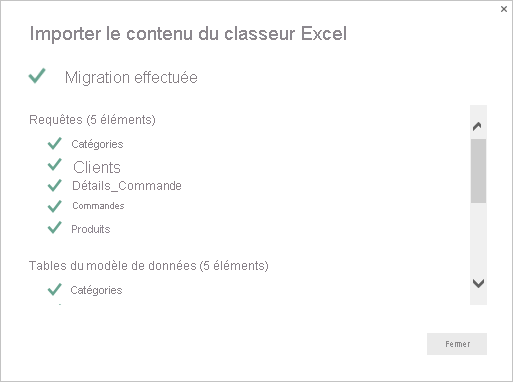 Importer le contenu du classeur Excel
Migration effectuée
Requêtes (5 éléments)
Catégories
Clients
Détails_Commande
Commandes
Produits
Tables du modèle de données (5 éléments)
Catégories
Fermer